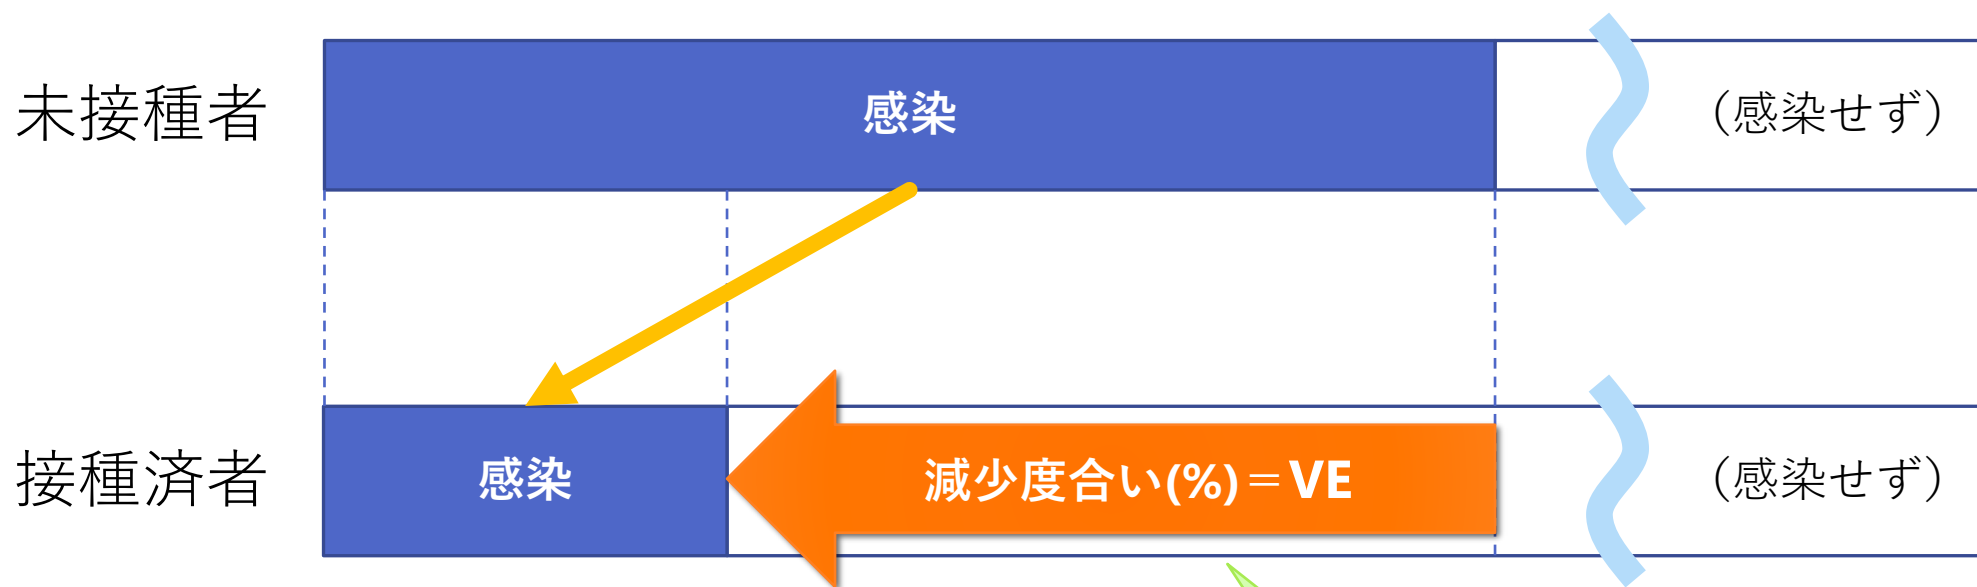 未接種者
感染
（感染せず）
接種済者
感染
減少度合い(%)＝VE
（感染せず）